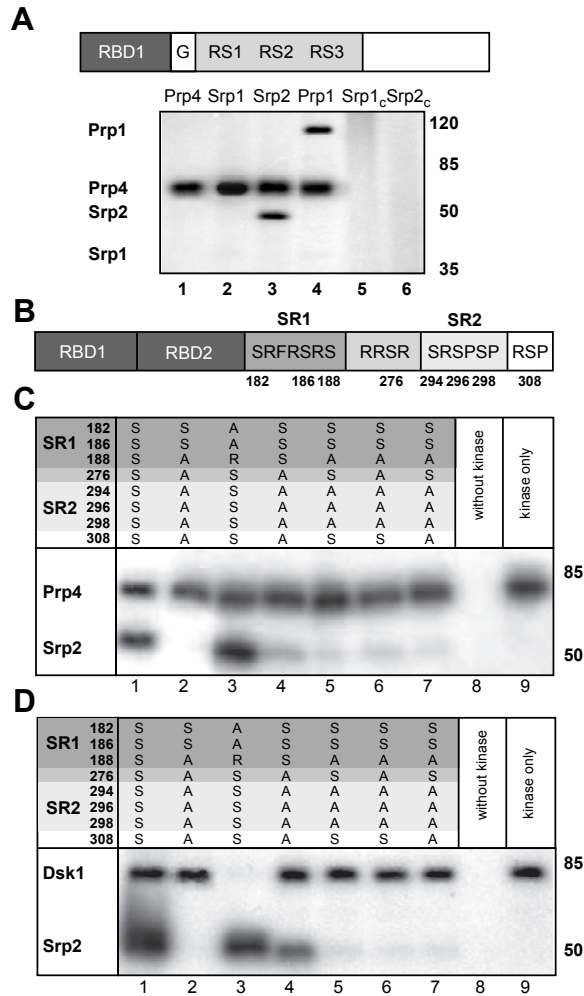 A
RBD1 G RS1 RS2 RS3
Prp4 Srp1 Srp2 Prp1 Srp1c Srp2c
Prp1 120
85
Prp4
Srp2 50
Srp1
35
1 2 3 4 5 6
B
SR1 SR2
RBD1 RBD2 SRFRSRS RRSR SRSPSP RSP
182 186 188 276 294 296 298 308
C
SR1 182 S S A S S S S
186 S S A S S S S
188 S A R S A A A
276 S A S A S A S
SR2 294 S A S A A A A
296 S A S A A A A
298 S A S A A A A
308 S A S A S S A
without kinase
kinase only
Prp4 85
Srp2 50
1 2 3 4 5 6 7 8 9
D
SR1 182 S S A S S S S
186 S S A S S S S
188 S A R S A A A
276 S A S A S A S
SR2 294 S A S A A A A
296 S A S A A A A
298 S A S A A A A
308 S A S A S S A
without kinase
kinase only
Dsk1 85
Srp2 50
1 2 3 4 5 6 7 8 9